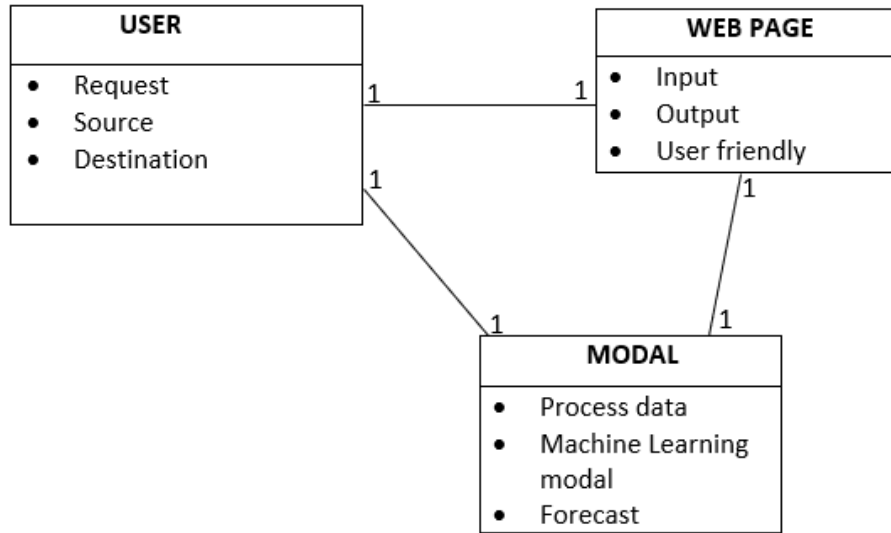 USER
• Request
• Source
• Destination
1
1
WEB PAGE
• Input
• Output
• User friendly
1
1
1
1
MODAL
• Process data
• Machine Learning
modal
• Forecast